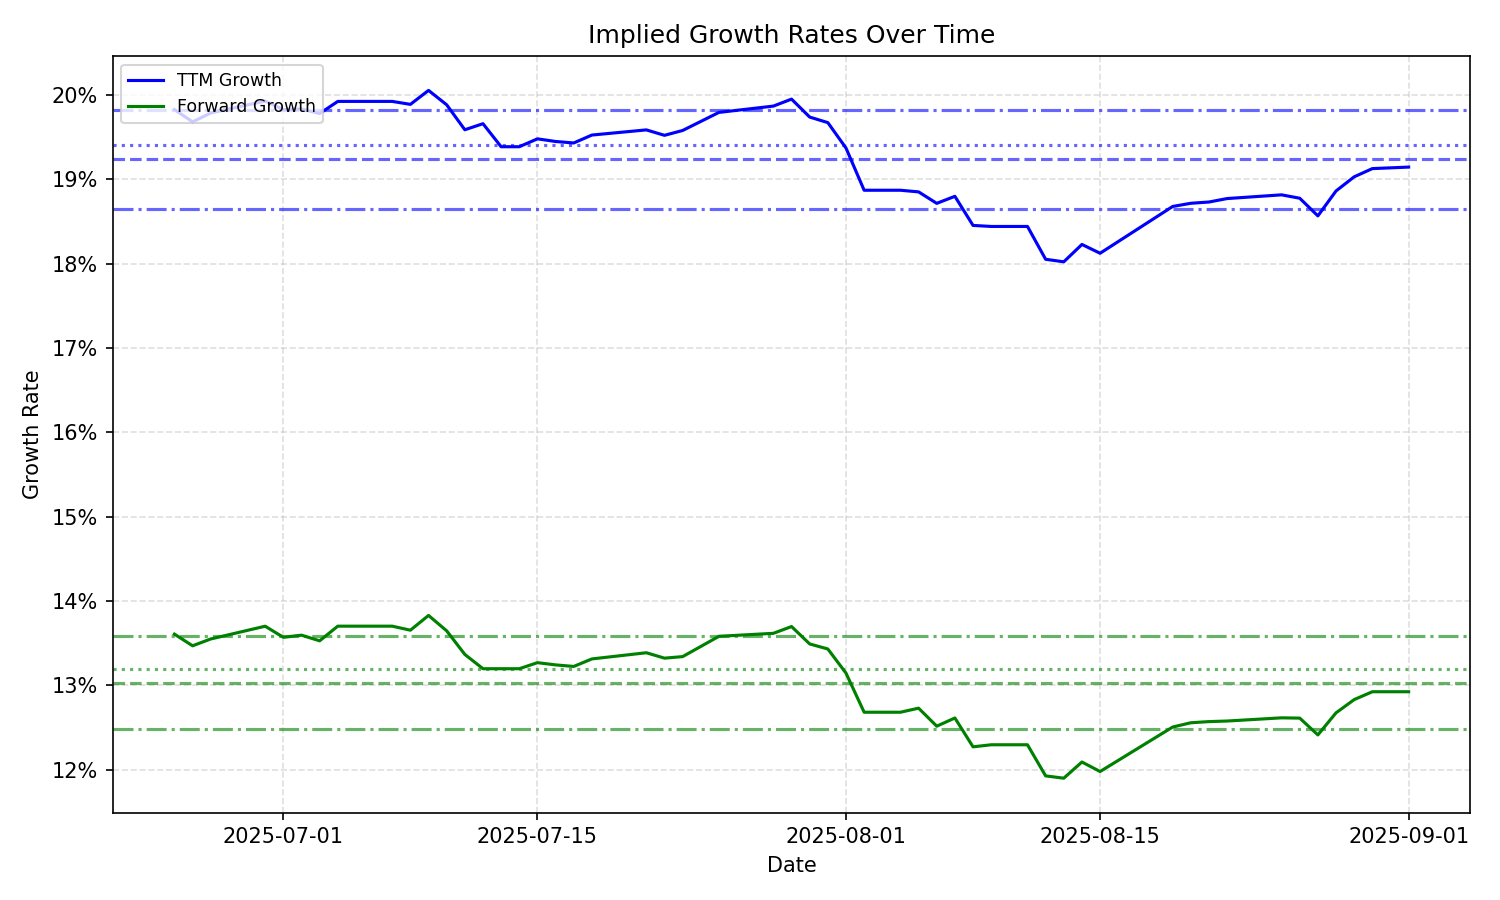 Implied Growth Rates Over Time
TTM Growth
Forward Growth
20%
19%
18%
17%
16%
15%
14%
13%
12%
Growth Rate
2025-07-01
2025-07-15
2025-08-01
2025-08-15
2025-09-01
Date